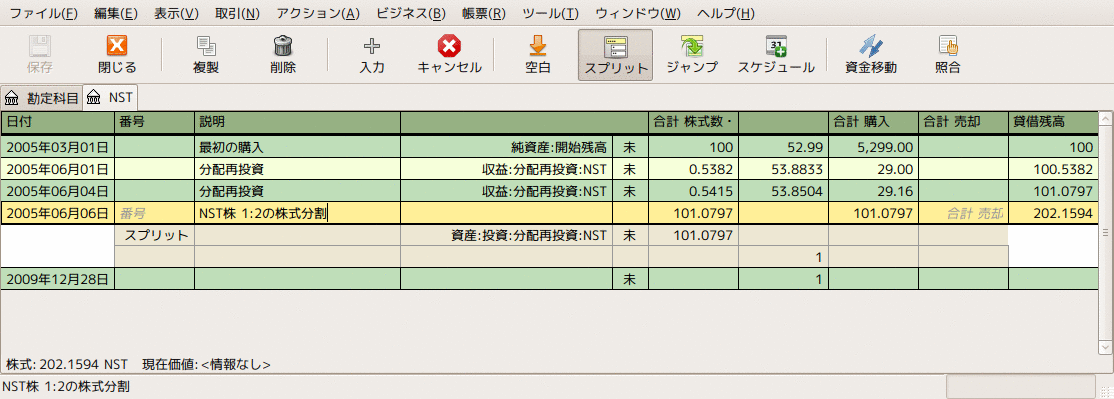 ファイル(F) 編集(E) 表示(V) 取引(N) アクション(A) ビジネス(B) 帳票(R) ツール(T) ウィンドウ(W) ヘルプ(H)
保存 閉じる 複製 削除 入力 キャンセル 空白 スプリット ジャンプ スケジュール 資金移動 照合
勘定科目 NST
日付 番号 説明 合計 株式数・ 合計 購入 合計 売却 貸借残高
2005年03月01日 最初の購入 純資産:開始残高 未 100 52.99 5,299.00 100
2005年06月01日 分配再投資 収益:分配再投資:NST 未 0.5382 53.8833 29.00 100.5382
2005年06月04日 分配再投資 収益:分配再投資:NST 未 0.5415 53.8504 29.16 101.0797
2005年06月06日 番号 NST株 1:2の株式分割 101.0797 101.0797 合計 売却 202.1594
スプリット 資産:投資:分配再投資:NST 未 101.0797
1
2009年12月28日 未 1
株式: 202.1594 NST 現在価値: <情報なし>
NST株 1:2の株式分割